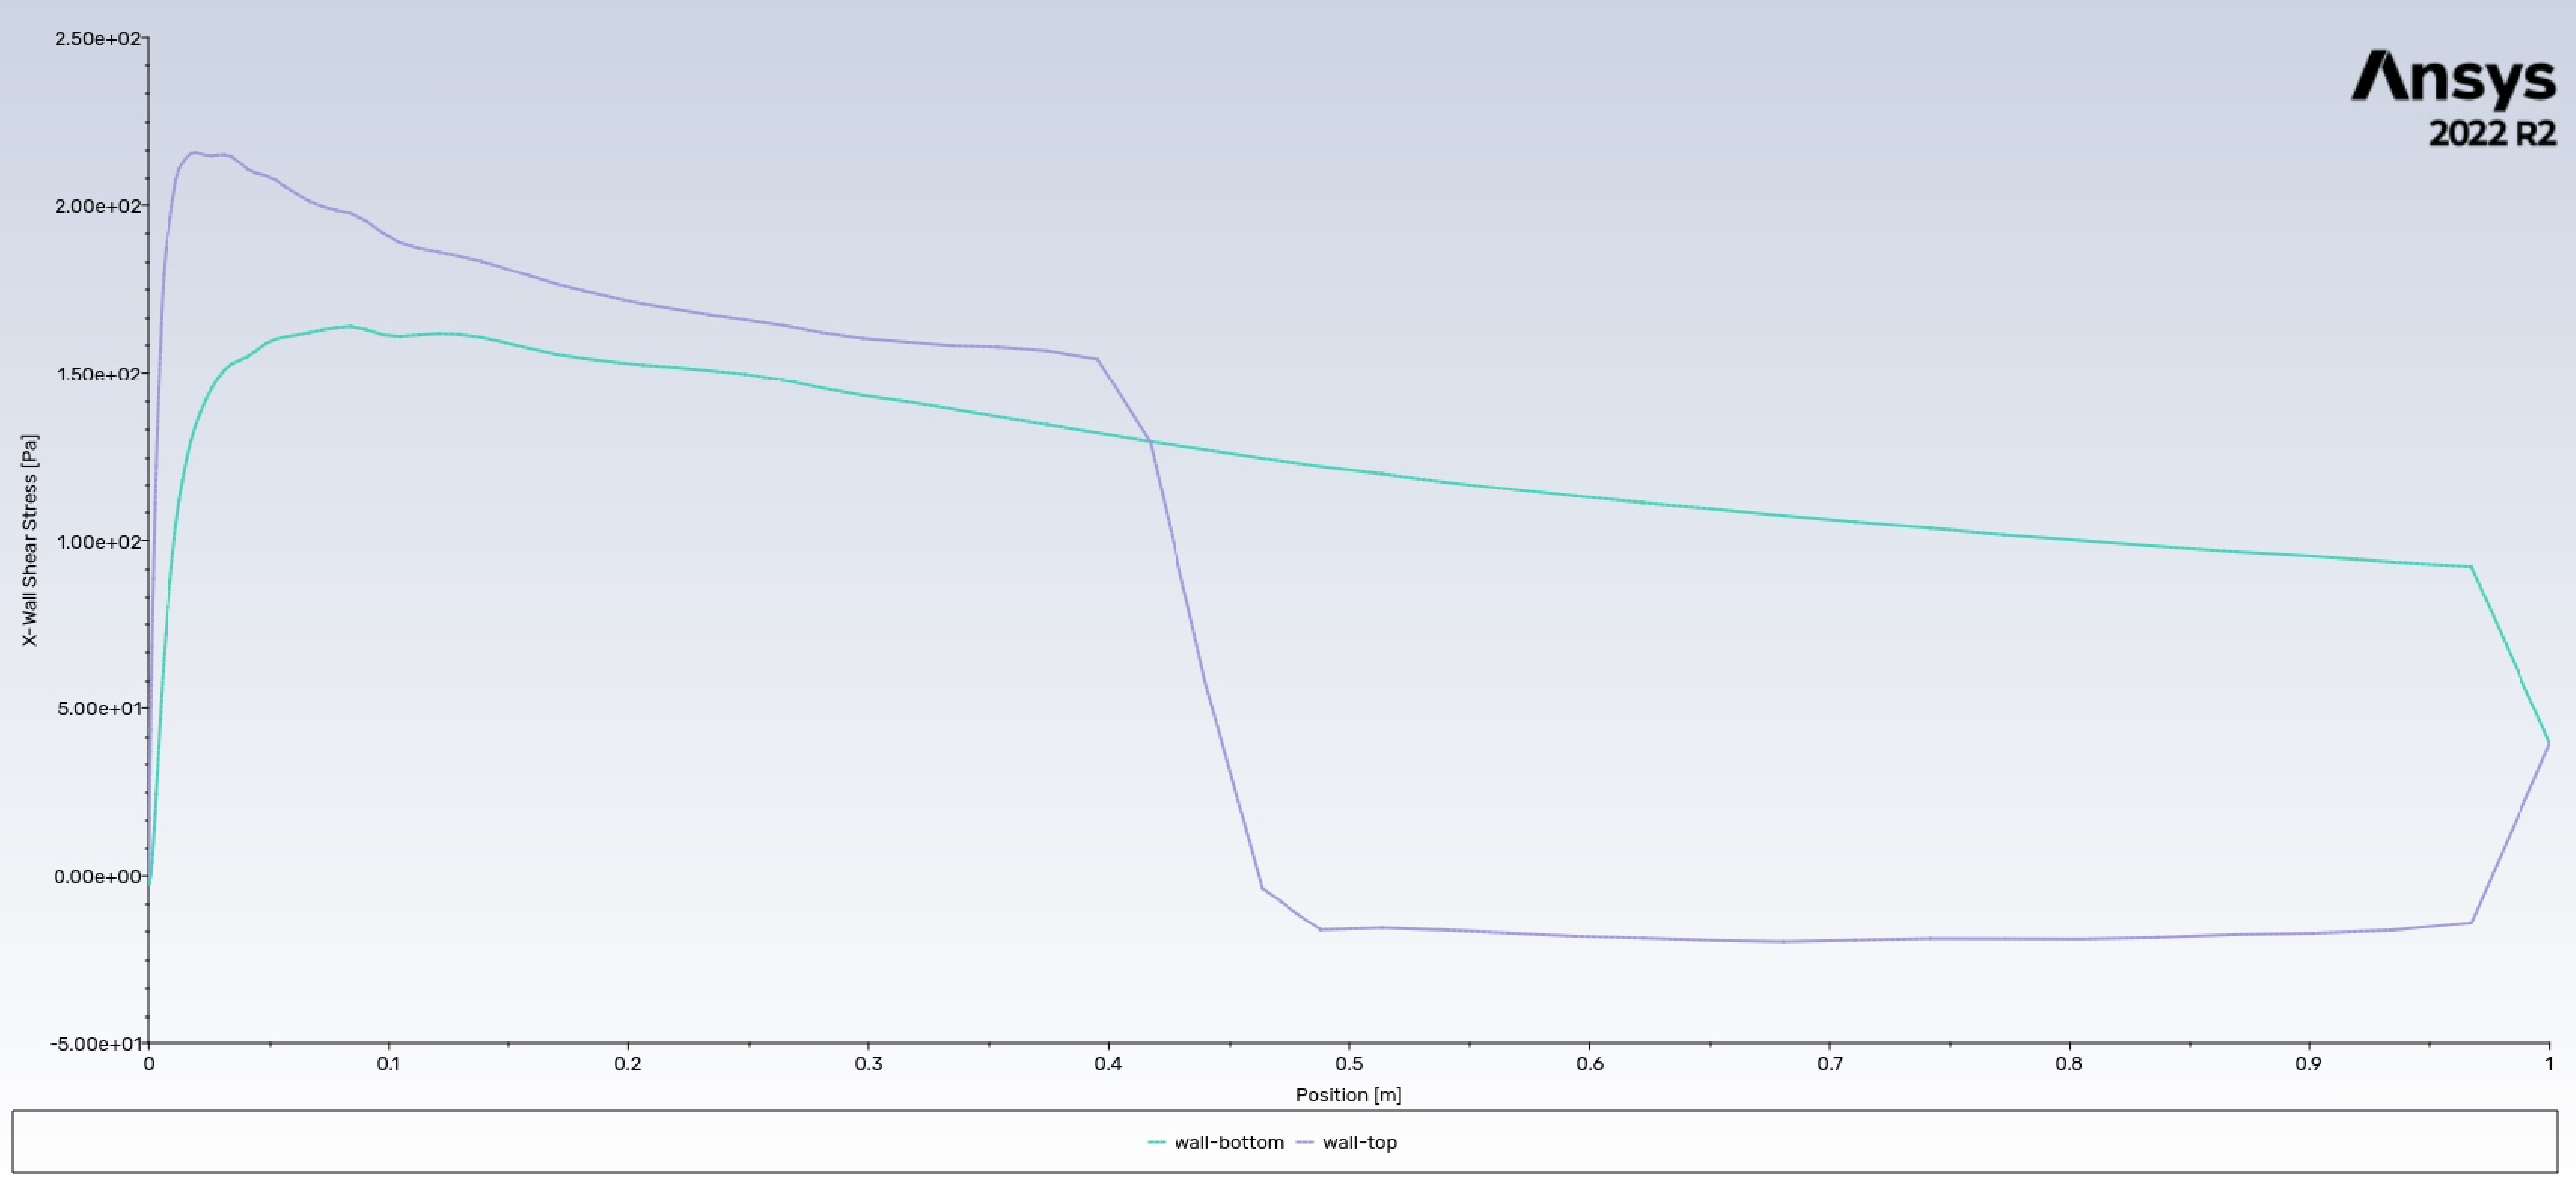 Ansys
2022 R2
2.50e+02
2.00e+02
1.50e+02
1.00e+02
5.00e+01
0.00e+00
-5.00e+01
X-Wall Shear Stress [Pa]
0 0.1 0.2 0.3 0.4 0.5 0.6 0.7 0.8 0.9 1
Position [m]
wall-bottom wall-top